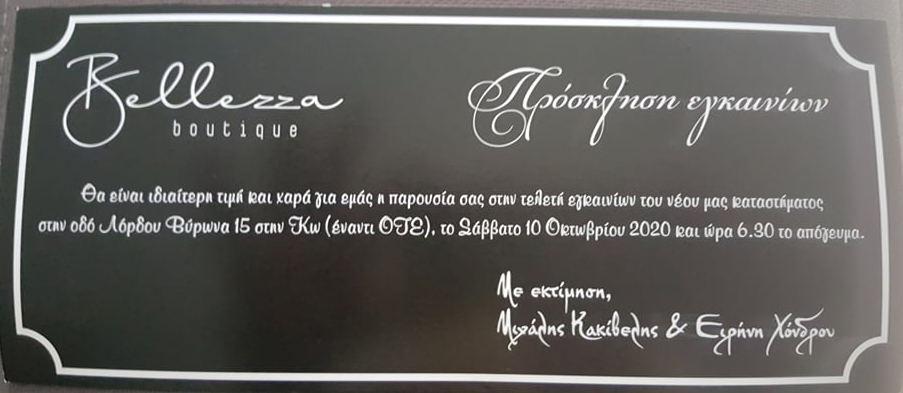 Bellezza
boutique
Πρόσκληση εγκαινίων
Θα είναι ιδιαίτερη τιμή και χαρά για εμάς η παρουσία σας στην τελετή εγκαινίων του νέου μας καταστήματος
στην οδό Λόρδου Βύρωνα 15 στην Κω (έναντι ΟΤΕ), το Σάββατο 10 Οκτωβρίου 2020 και ώρα 6.30 το απόγευμα.
Με εκτίμηση,
Μιχάλης Κακίβελης & Ειρήνη Χόνδρου